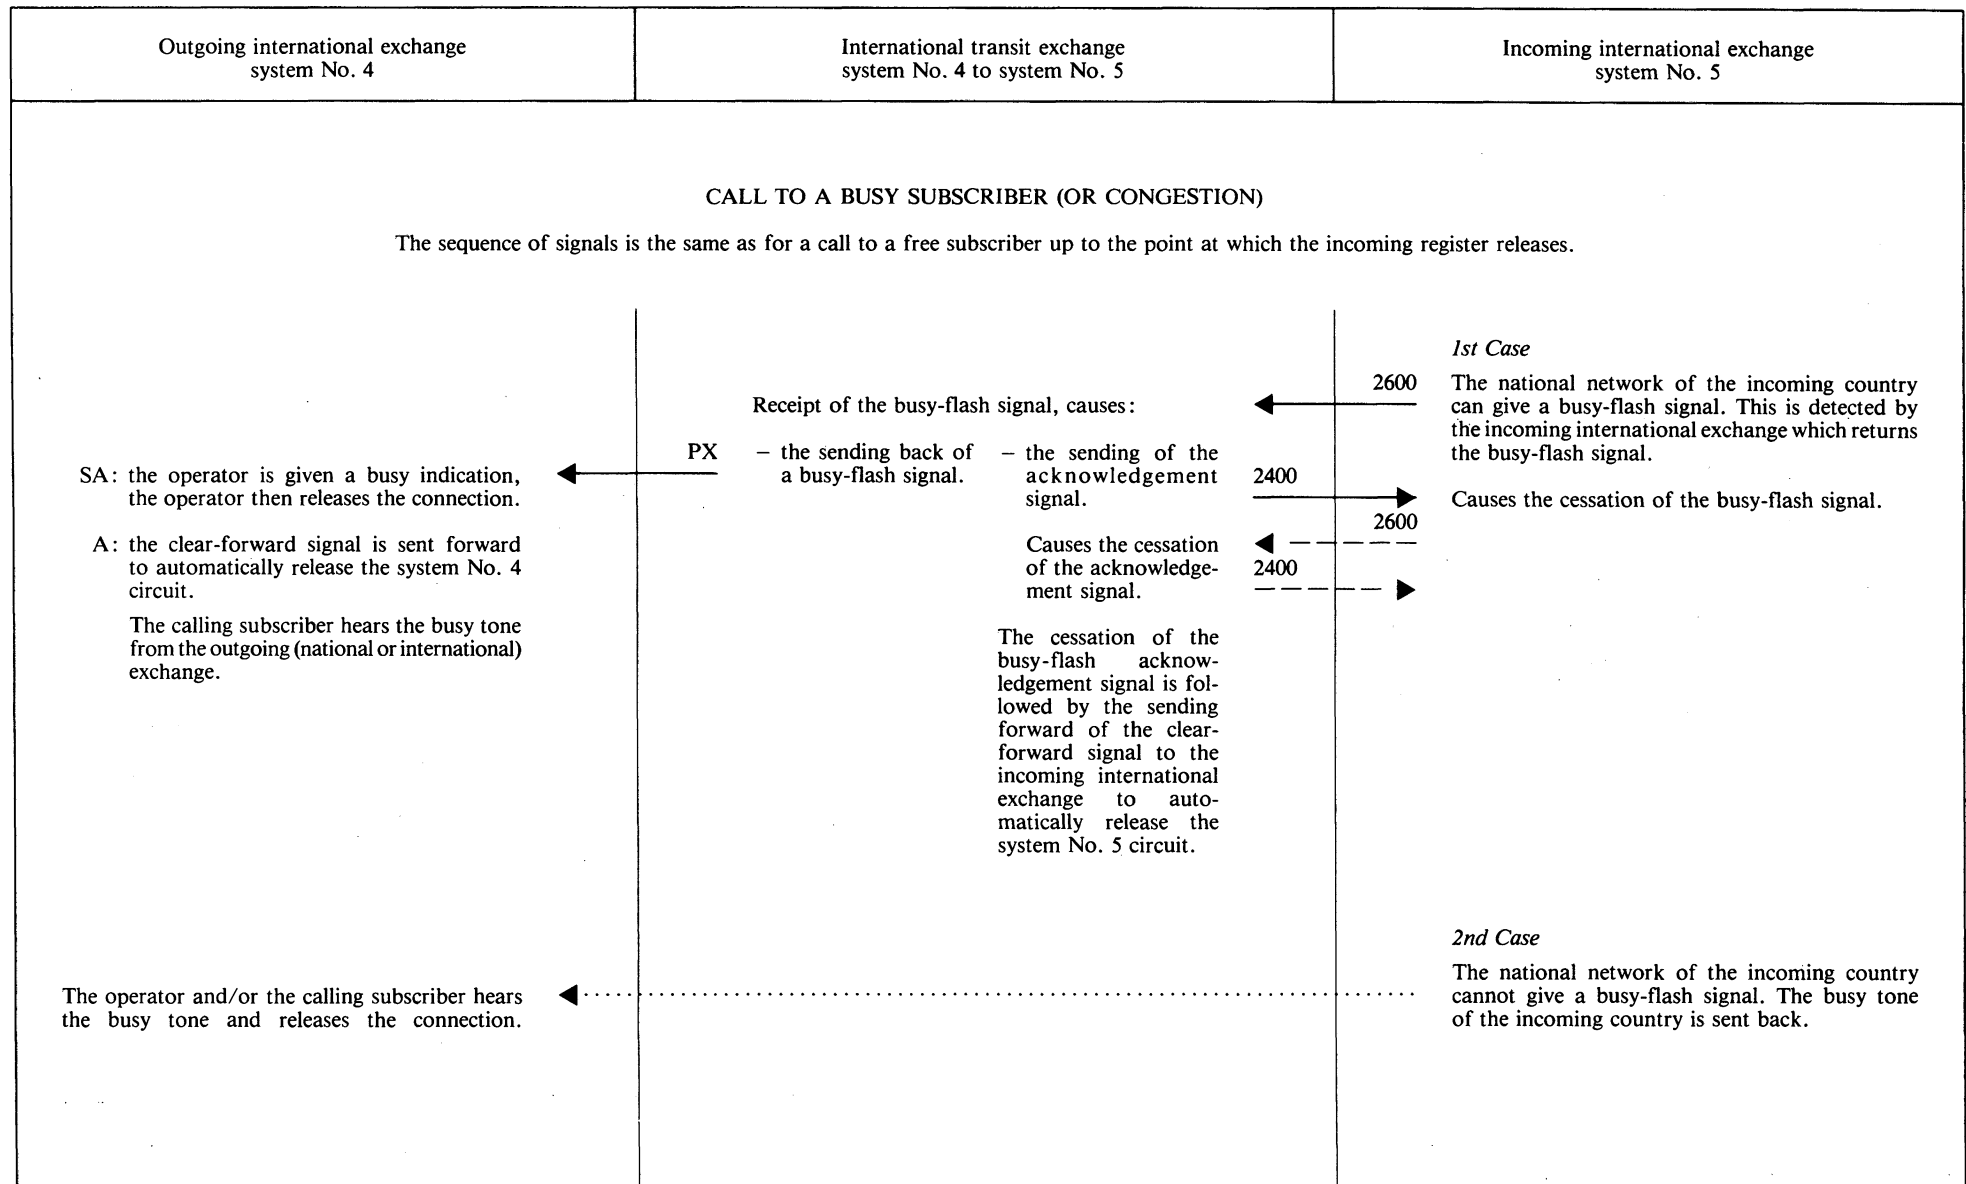 Outgoing international exchange
system No. 4
International transit exchange
system No. 4 to system No. 5
Incoming international exchange
system No. 5
CALL TO A BUSY SUBSCRIBER (OR CONGESTION)
The sequence of signals is the same as for a call to a free subscriber up to the point at which the incoming register releases.
1st Case
2600
The national network of the incoming country
can give a busy-flash signal. This is detected by
the incoming international exchange which returns
the busy-flash signal.
Receipt of the busy-flash signal, causes:
PX
– the sending back of
a busy-flash signal.
– the sending of the
acknowledgement
signal.
2400
SA: the operator is given a busy indication,
the operator then releases the connection.
Causes the cessation of the busy-flash signal.
2600
A: the clear-forward signal is sent forward
to automatically release the system No. 4
circuit.
Causes the cessation
of the acknowledge-
ment signal.
2400
The calling subscriber hears the busy tone
from the outgoing (national or international)
exchange.
The cessation of the
busy-flash acknow-
ledgement signal is fol-
lowed by the sending
forward of the clear-
forward signal to the
incoming international
exchange to auto-
matically release the
system No. 5 circuit.
2nd Case
The national network of the incoming country
cannot give a busy-flash signal. The busy tone
of the incoming country is sent back.
The operator and/or the calling subscriber hears
the busy tone and releases the connection.